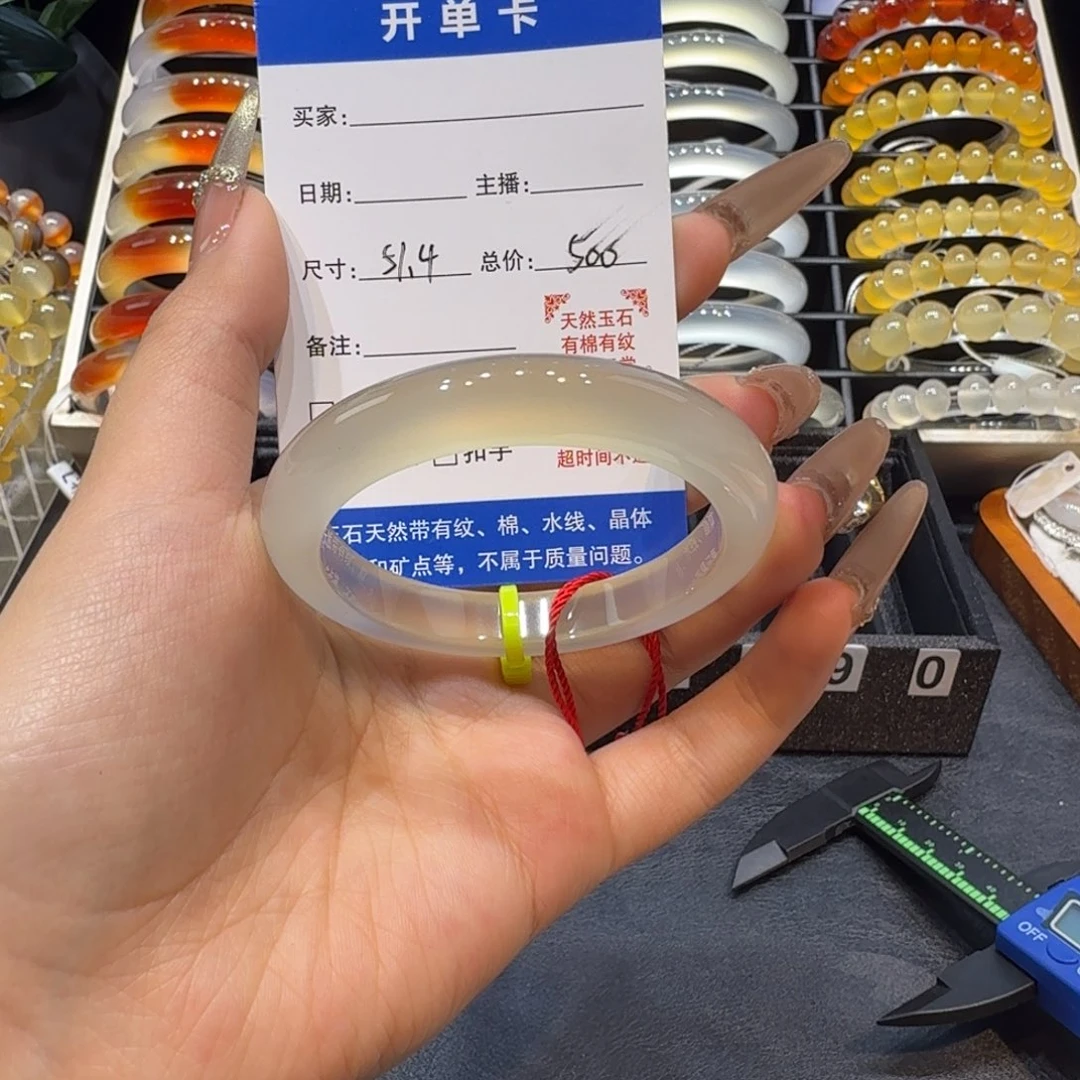 开单卡
买家:
日期: 主播:
尺寸: 51.4 总价: 500
天然玉石
备注: 有棉有纹
扣手 超时间不
石天然带有纹、棉、水线、晶体
和矿点等，不属于质量问题。
9 0
OFF